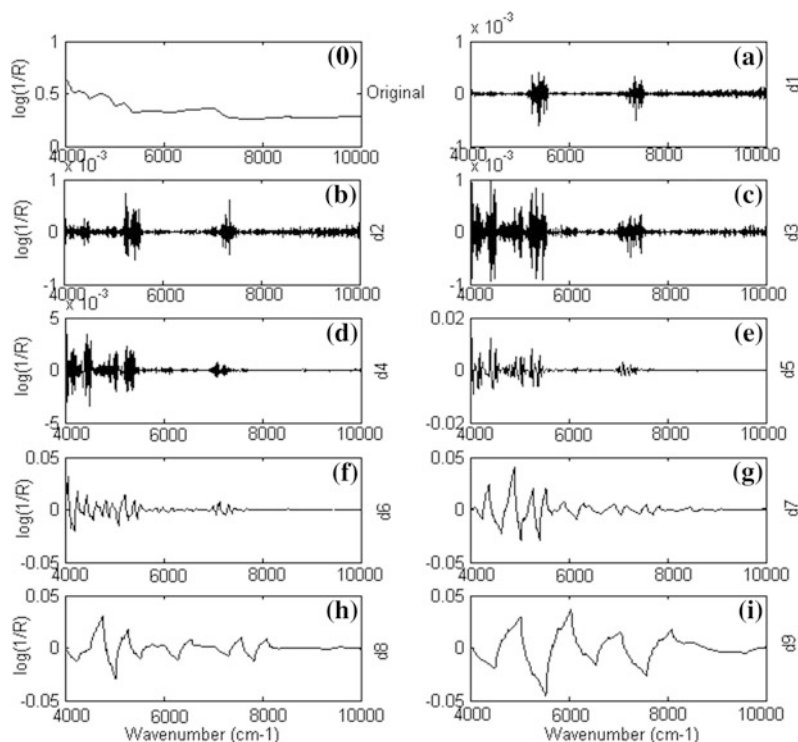 x 10⁻³
(0)
log(1/R)
1
0.5
0
4000 6000 8000 10000
Original
(a)
1
0
-1
4000 6000 8000 10000
d1
x 10⁻³
(b)
log(1/R)
1
0
-1
4000 6000 8000 10000
d2
x 10⁻³
(c)
1
0
-1
4000 6000 8000 10000
d3
x 10⁻³
(d)
log(1/R)
5
0
-5
4000 6000 8000 10000
d4
(e)
0.02
0
-0.02
4000 6000 8000 10000
d5
(f)
log(1/R)
0.05
0
-0.05
4000 6000 8000 10000
d6
(g)
0.05
0
-0.05
4000 6000 8000 10000
d7
(h)
log(1/R)
0.05
0
-0.05
4000 6000 8000 10000
d8
Wavenumber (cm-1)
(i)
0.05
0
-0.05
4000 6000 8000 10000
d9
Wavenumber (cm-1)